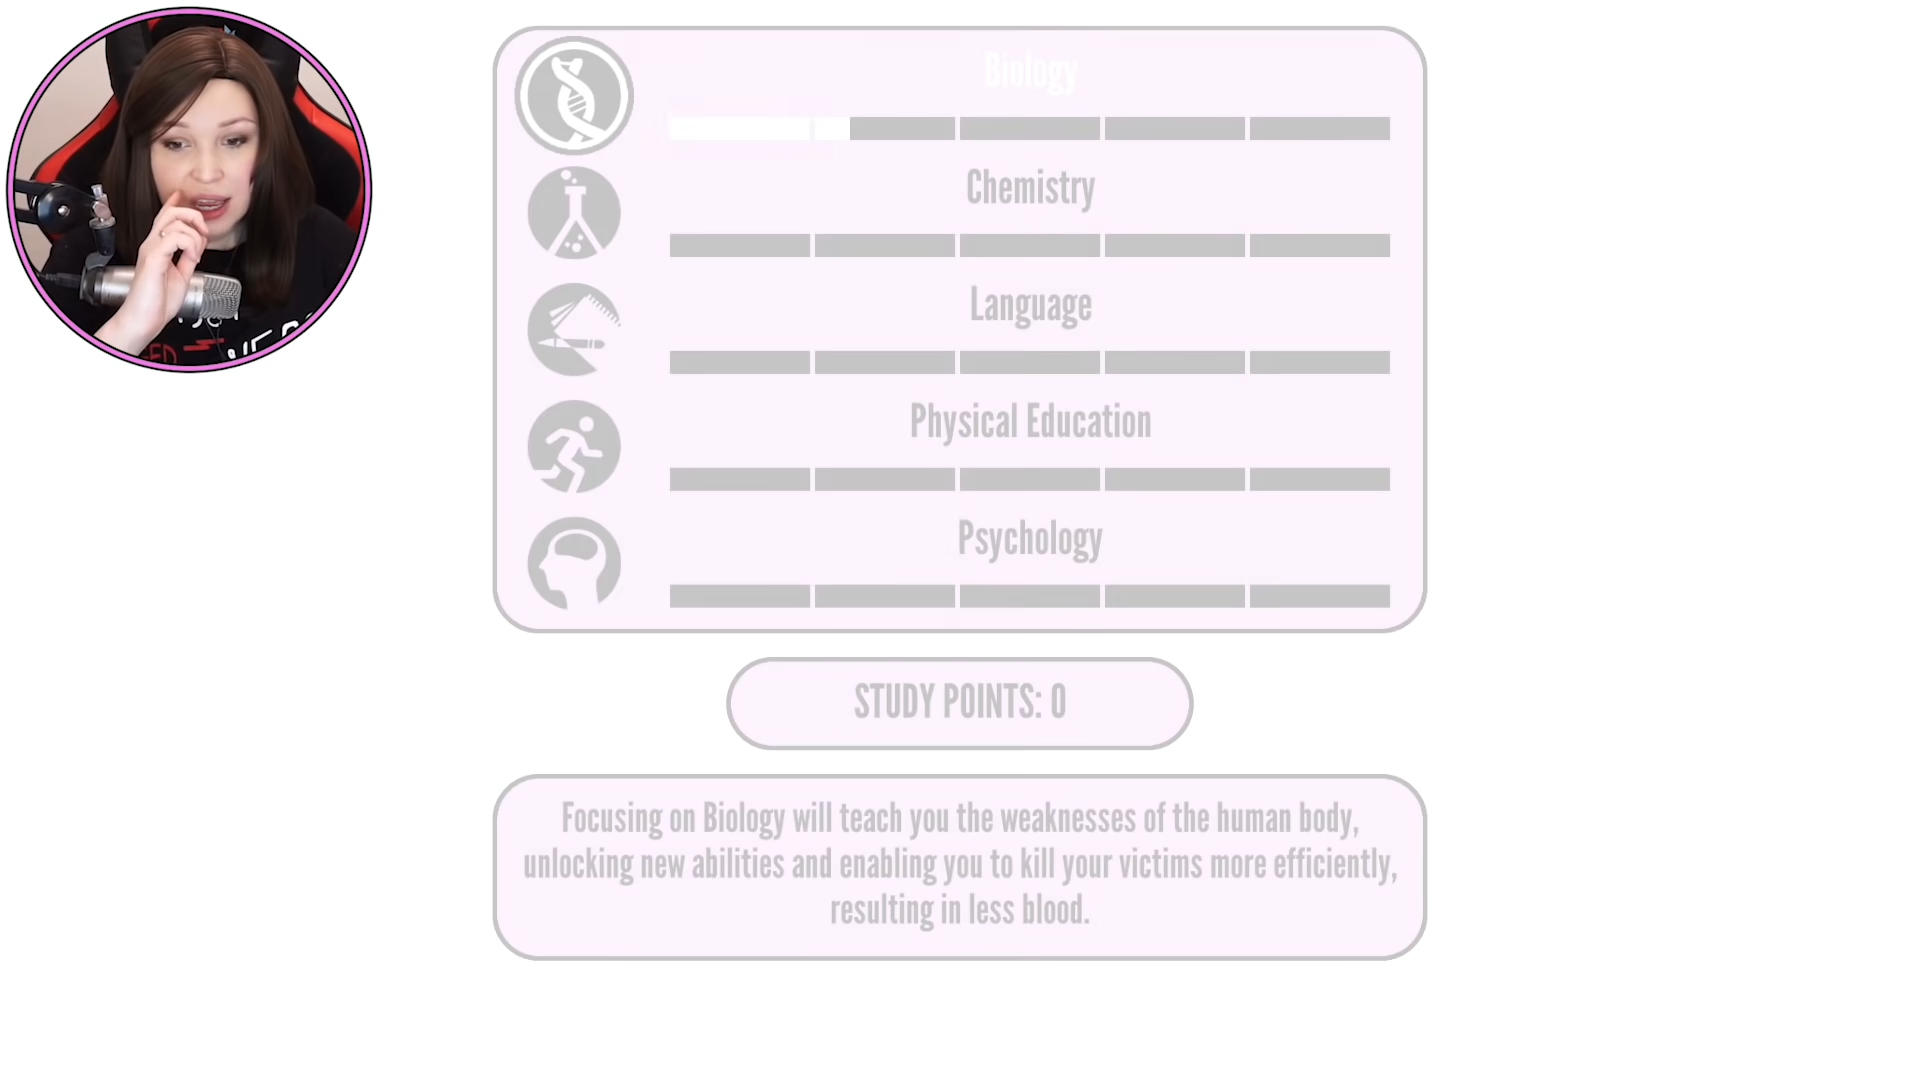 Biology
Chemistry
Language
Physical Education
Psychology
STUDY POINTS: 0
Focusing on Biology will teach you the weaknesses of the human body,
unlocking new abilities and enabling you to kill your victims more efficiently,
resulting in less blood.